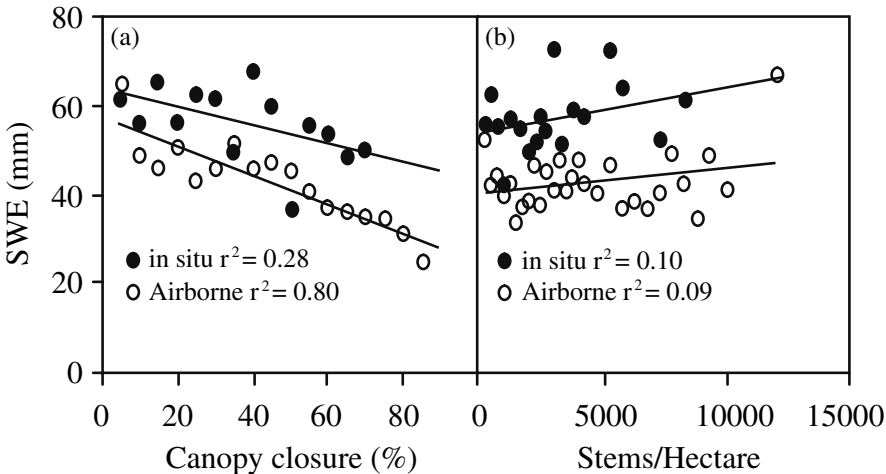 80
60
40
20
0
SWE (mm)
(a)
in situ r² = 0.28
Airborne r² = 0.80
0 20 40 60 80
Canopy closure (%)
(b)
in situ r² = 0.10
Airborne r² = 0.09
0 5000 10000 15000
Stems/Hectare